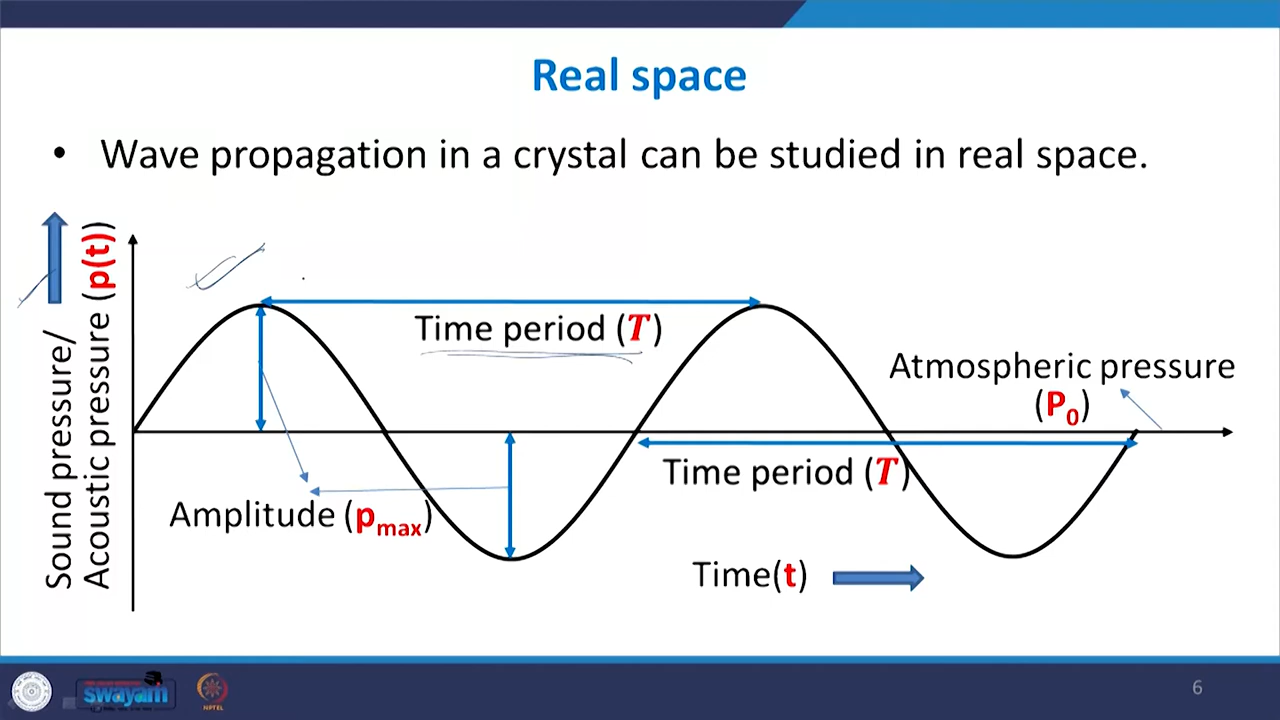 Real space
• Wave propagation in a crystal can be studied in real space.
Sound pressure/
Acoustic pressure (p(t))
Time period (T)
Atmospheric pressure
(P0)
Time period (T)
Amplitude (pmax)
Time(t)
swayam
NPTEL
6